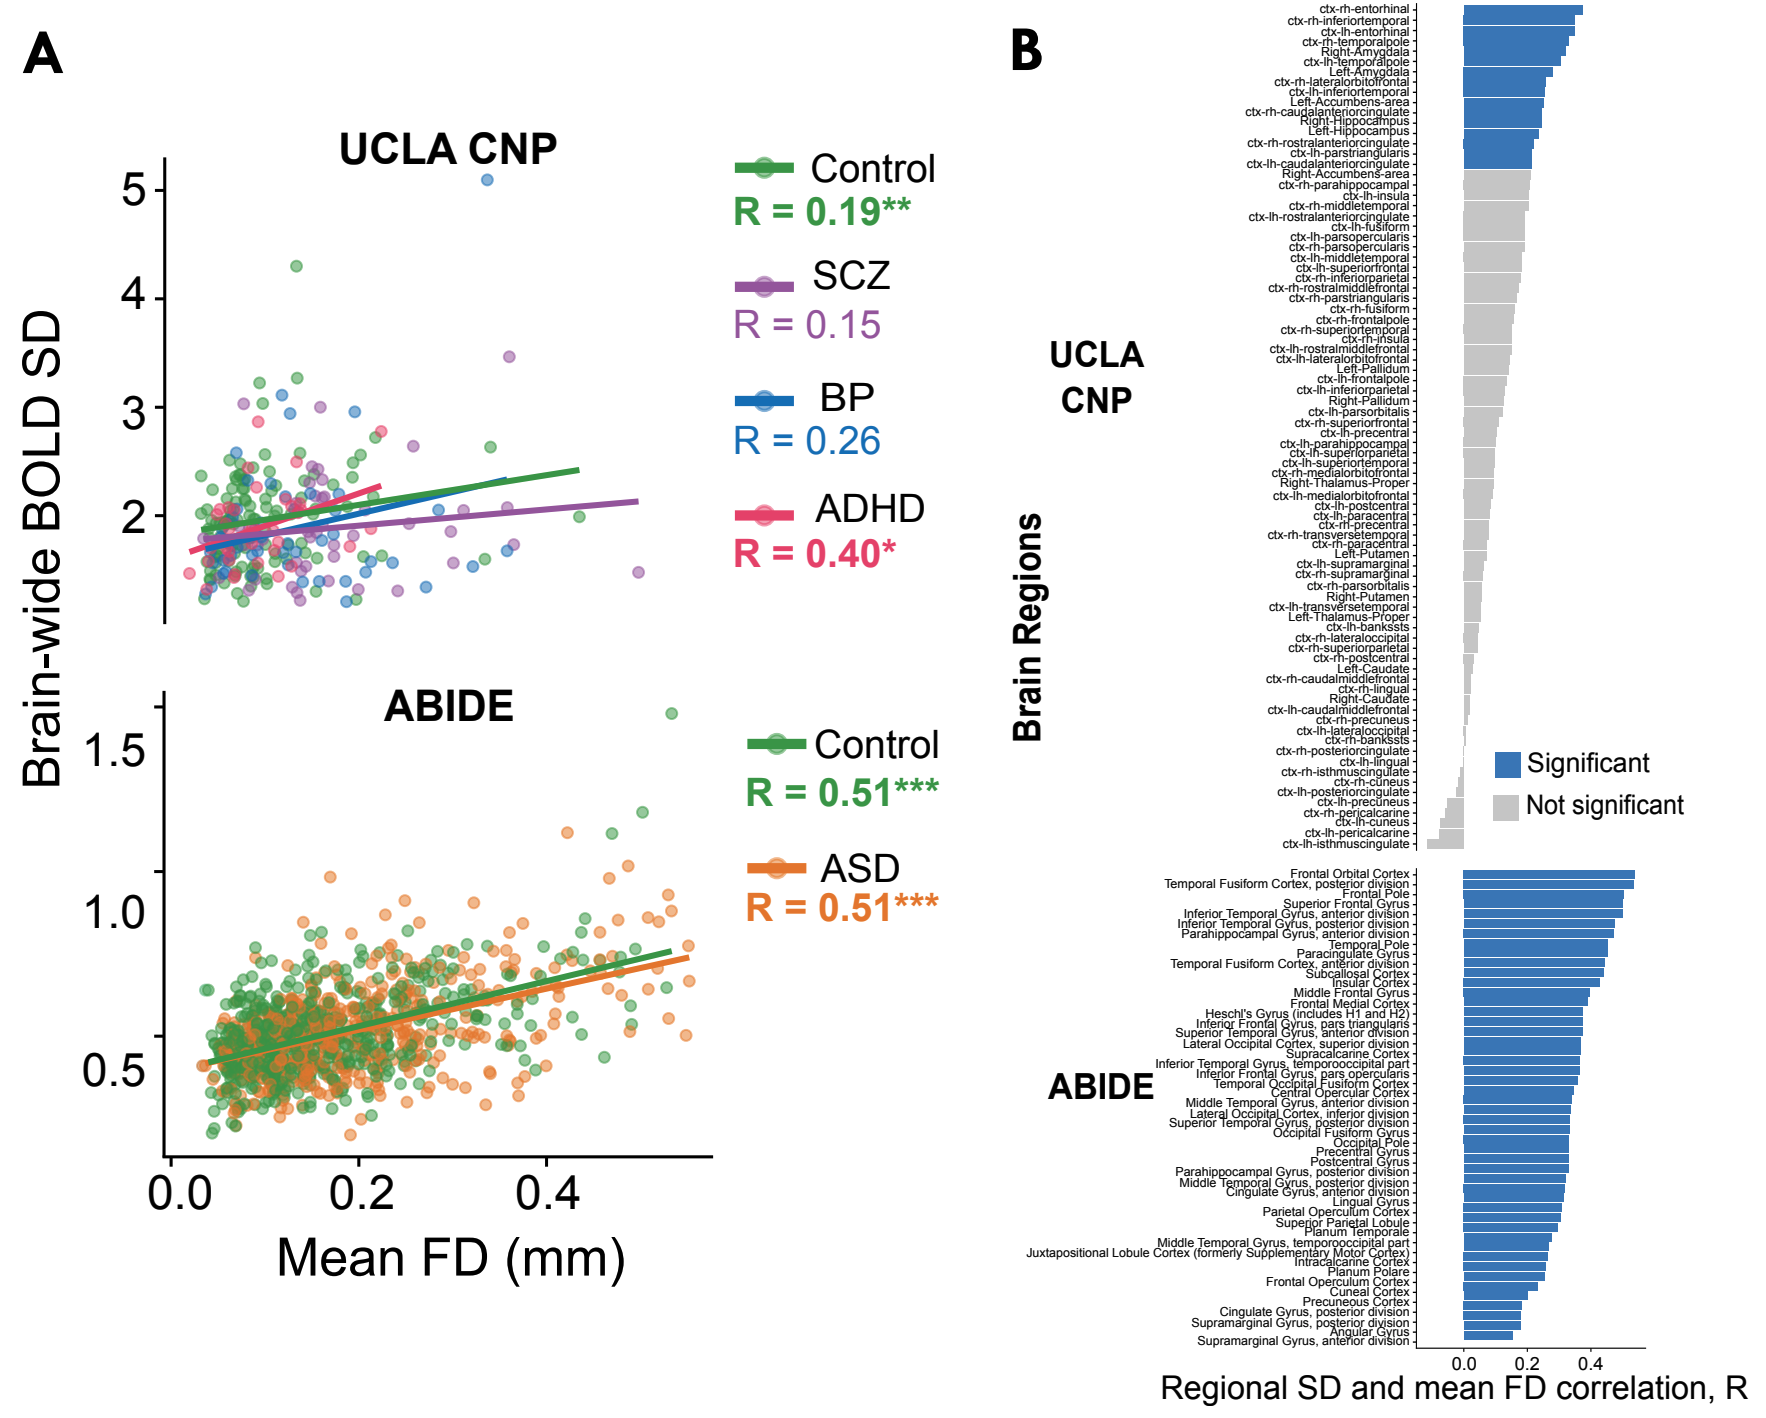 A
UCLA CNP
Brain-wide BOLD SD
5
4
3
2
Control
R = 0.19**
SCZ
R = 0.15
BP
R = 0.26
ADHD
R = 0.40*
ABIDE
1.5
1.0
0.5
Control
R = 0.51***
ASD
R = 0.51***
0.0
0.2
0.4
Mean FD (mm)
B
Brain Regions
UCLA
CNP
ctx-rh-entorhinal
ctx-rh-inferiortemporal
ctx-lh-entorhinal
ctx-rh-temporalpole
Right-Amygdala
ctx-lh-temporalpole
Left-Amygdala
ctx-rh-lateralorbitofrontal
ctx-lh-inferiortemporal
Left-Accumbens-area
ctx-rh-caudalanteriorcingulate
Right-Hippocampus
Left-Hippocampus
ctx-rh-rostralanteriorcingulate
ctx-lh-parstriangularis
ctx-lh-caudalanteriorcingulate
Right-Accumbens-area
ctx-rh-parahippocampal
ctx-lh-insula
ctx-rh-middletemporal
ctx-lh-rostralanteriorcingulate
ctx-lh-fusiform
ctx-lh-parsopercularis
ctx-rh-parsopercularis
ctx-lh-middletemporal
ctx-lh-superiorfrontal
ctx-rh-inferiorparietal
ctx-rh-rostralmiddlefrontal
ctx-rh-parstriangularis
ctx-rh-fusiform
ctx-rh-frontalpole
ctx-rh-superiortemporal
ctx-rh-insula
ctx-lh-rostralmiddlefrontal
ctx-lh-lateralorbitofrontal
Left-Pallidum
ctx-lh-frontalpole
ctx-lh-inferiorparietal
Right-Pallidum
ctx-lh-parsorbitalis
ctx-rh-superiorfrontal
ctx-lh-precentral
ctx-lh-parahippocampal
ctx-lh-superiorparietal
ctx-lh-superiortemporal
ctx-rh-medialorbitofrontal
Right-Thalamus-Proper
ctx-lh-medialorbitofrontal
ctx-lh-postcentral
ctx-lh-paracentral
ctx-rh-precentral
ctx-rh-transversetemporal
ctx-rh-paracentral
Left-Putamen
ctx-lh-supramarginal
ctx-rh-supramarginal
ctx-rh-parsorbitalis
Right-Putamen
ctx-lh-transversetemporal
Left-Thalamus-Proper
ctx-lh-bankssts
ctx-rh-lateraloccipital
ctx-rh-superiorparietal
ctx-rh-postcentral
Left-Caudate
ctx-rh-caudalmiddlefrontal
ctx-rh-lingual
Right-Caudate
ctx-lh-caudalmiddlefrontal
ctx-rh-precuneus
ctx-lh-lateraloccipital
ctx-rh-bankssts
ctx-rh-posteriorcingulate
ctx-lh-lingual
ctx-rh-isthmuscingulate
ctx-rh-cuneus
ctx-lh-posteriorcingulate
ctx-lh-precuneus
ctx-rh-pericalcarine
ctx-lh-cuneus
ctx-lh-pericalcarine
ctx-lh-isthmuscingulate
Significant
Not significant
ABIDE
Frontal Orbital Cortex
Temporal Fusiform Cortex, posterior division
Frontal Pole
Superior Frontal Gyrus
Inferior Temporal Gyrus, anterior division
Inferior Temporal Gyrus, posterior division
Parahippocampal Gyrus, anterior division
Temporal Pole
Paracingulate Gyrus
Temporal Fusiform Cortex, anterior division
Subcallosal Cortex
Insular Cortex
Middle Frontal Gyrus
Frontal Medial Cortex
Heschl's Gyrus (includes H1 and H2)
Inferior Frontal Gyrus, pars triangularis
Superior Temporal Gyrus, anterior division
Lateral Occipital Cortex, superior division
Supracalcarine Cortex
Inferior Temporal Gyrus, temporooccipital part
Inferior Frontal Gyrus, pars opercularis
Temporal Occipital Fusiform Cortex
Central Opercular Cortex
Middle Temporal Gyrus, anterior division
Lateral Occipital Cortex, inferior division
Superior Temporal Gyrus, posterior division
Occipital Fusiform Gyrus
Occipital Pole
Precentral Gyrus
Postcentral Gyrus
Parahippocampal Gyrus, posterior division
Middle Temporal Gyrus, posterior division
Cingulate Gyrus, anterior division
Lingual Gyrus
Parietal Operculum Cortex
Superior Parietal Lobule
Planum Temporale
Middle Temporal Gyrus, temporooccipital part
Juxtapositional Lobule Cortex (formerly Supplementary Motor Cortex)
Intracalcarine Cortex
Planum Polare
Frontal Operculum Cortex
Cuneal Cortex
Precuneous Cortex
Cingulate Gyrus, posterior division
Supramarginal Gyrus, posterior division
Angular Gyrus
Supramarginal Gyrus, anterior division
0.0
0.2
0.4
Regional SD and mean FD correlation, R